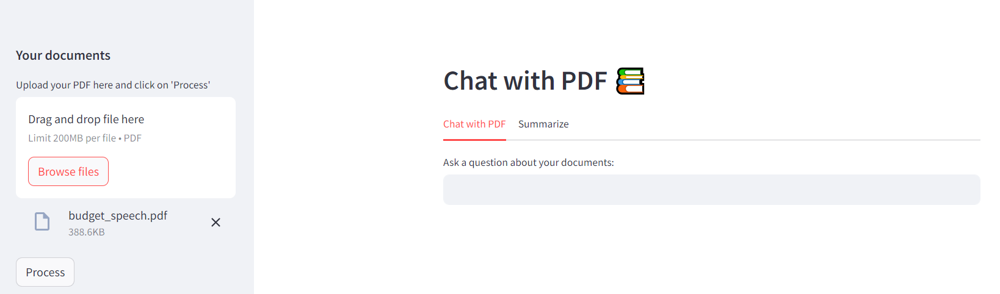 Your documents
Upload your PDF here and click on 'Process'
Drag and drop file here
Limit 200MB per file • PDF
Browse files
budget_speech.pdf
388.6KB
Process
Chat with PDF
Chat with PDF
Summarize
Ask a question about your documents: